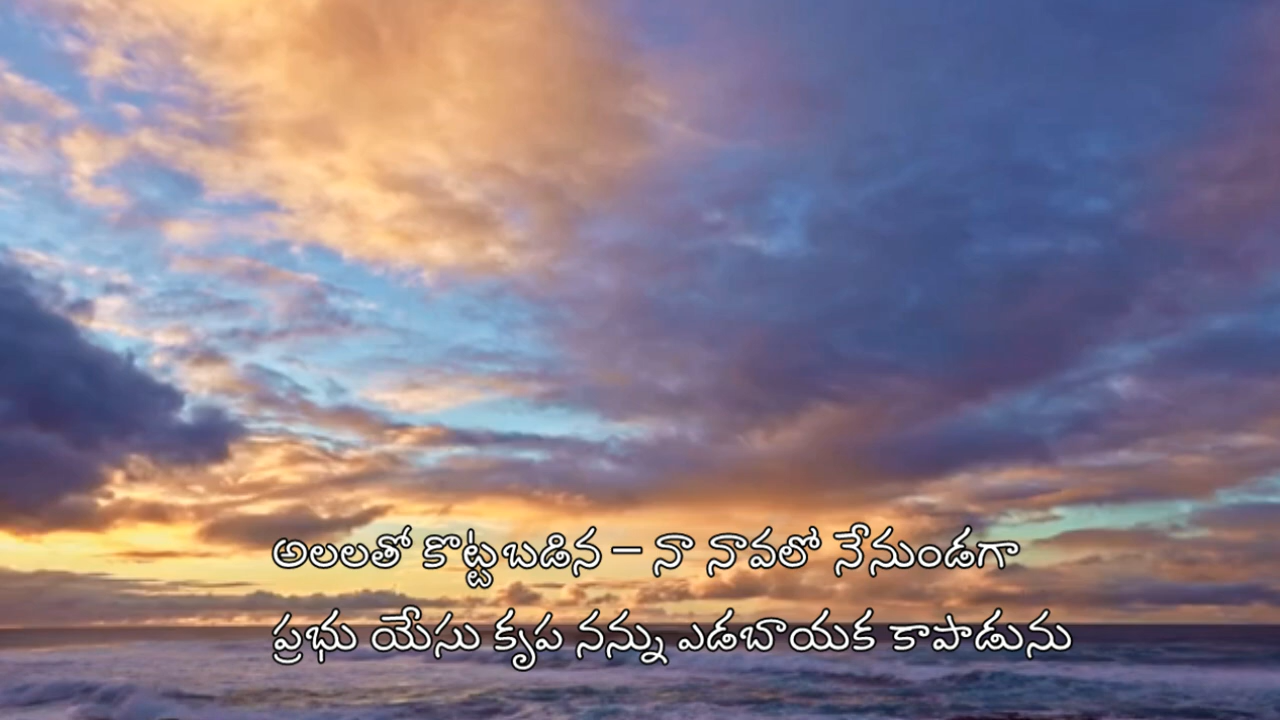 అలలతో కొట్టబడిన – నా నావలో నేనుండగా
ప్రభు యేసు కృప నన్ను ఎడబాయక కాపాడును